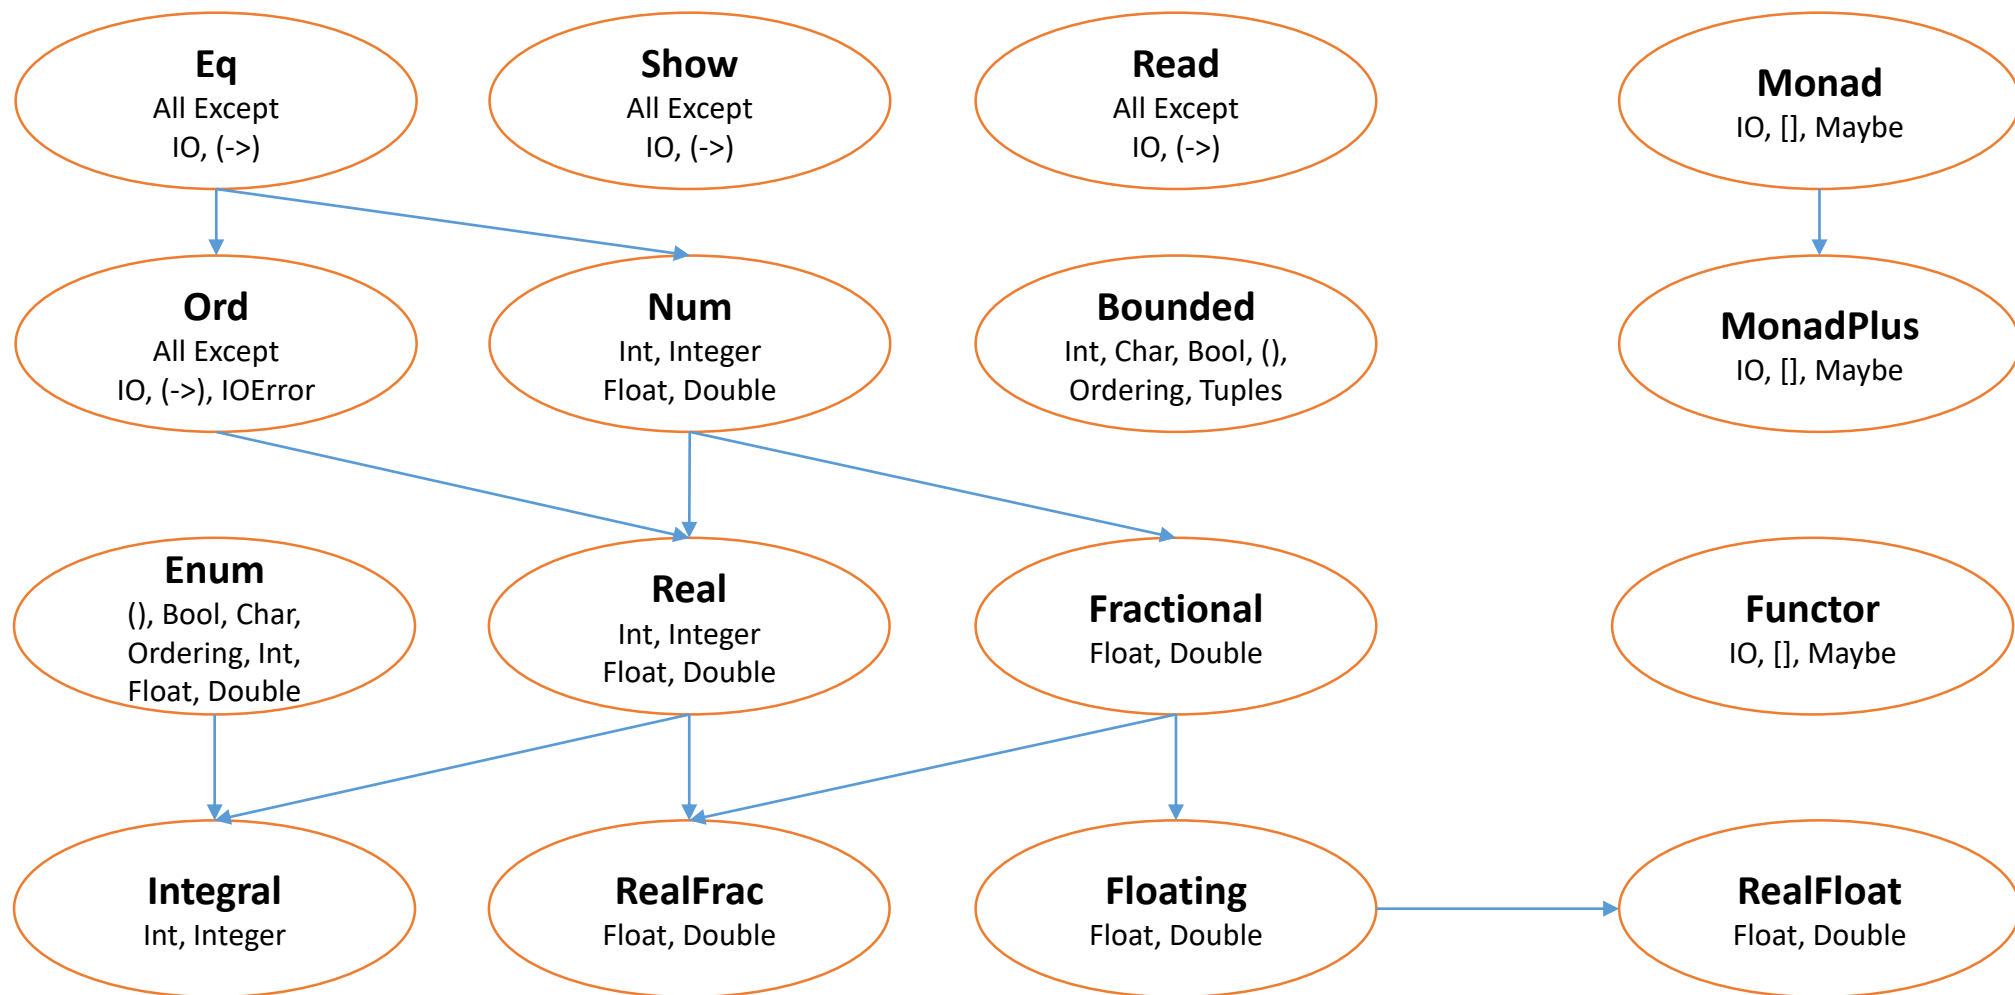 Eq
All Except
IO, (->)
Show
All Except
IO, (->)
Read
All Except
IO, (->)
Monad
IO, [], Maybe
Ord
All Except
IO, (->), IOError
Num
Int, Integer
Float, Double
Bounded
Int, Char, Bool, (),
Ordering, Tuples
MonadPlus
IO, [], Maybe
Enum
(), Bool, Char,
Ordering, Int,
Float, Double
Real
Int, Integer
Float, Double
Fractional
Float, Double
Functor
IO, [], Maybe
Integral
Int, Integer
RealFrac
Float, Double
Floating
Float, Double
RealFloat
Float, Double